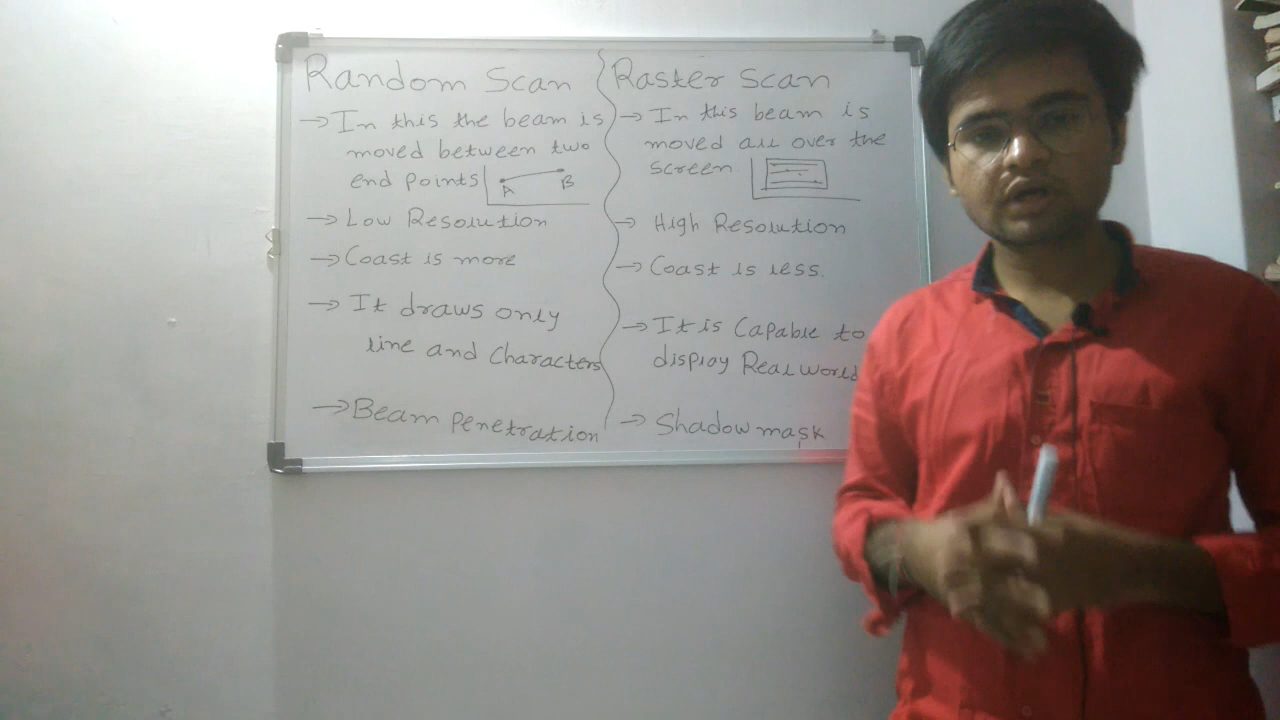 Random Scan
→ In this the beam is
moved between two
end points
A B
→ Low Resolution
→ Coast is more
→ It draws only
line and characters
→ Beam penetration
Raster scan
→ In this beam is
moved all over the
screen
→ High Resolution
→ Coast is less.
→ It is capable to
display Real world
→ Shadow mask